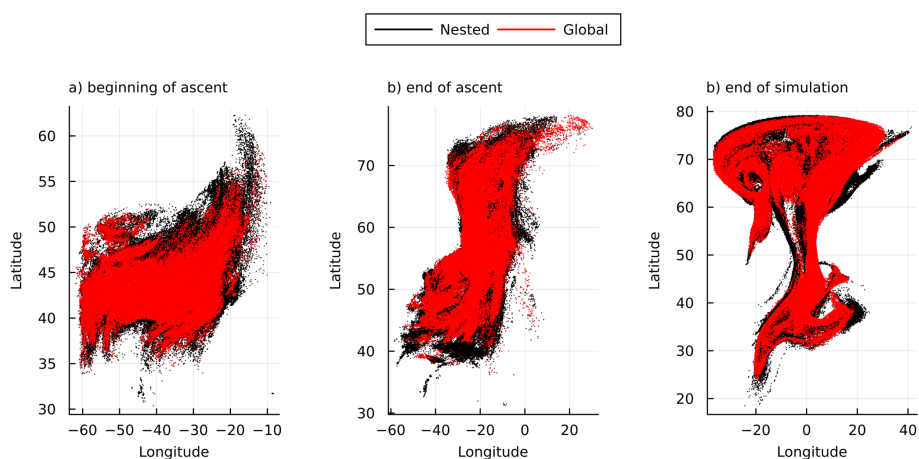 Nested Global
a) beginning of ascent
60
55
50
45
40
35
30
−60 −50 −40 −30 −20 −10
Longitude
Latitude
b) end of ascent
70
60
50
40
30
−60 −40 −20 0 20
Longitude
Latitude
b) end of simulation
80
70
60
50
40
30
20
−20 0 20 40
Longitude
Latitude